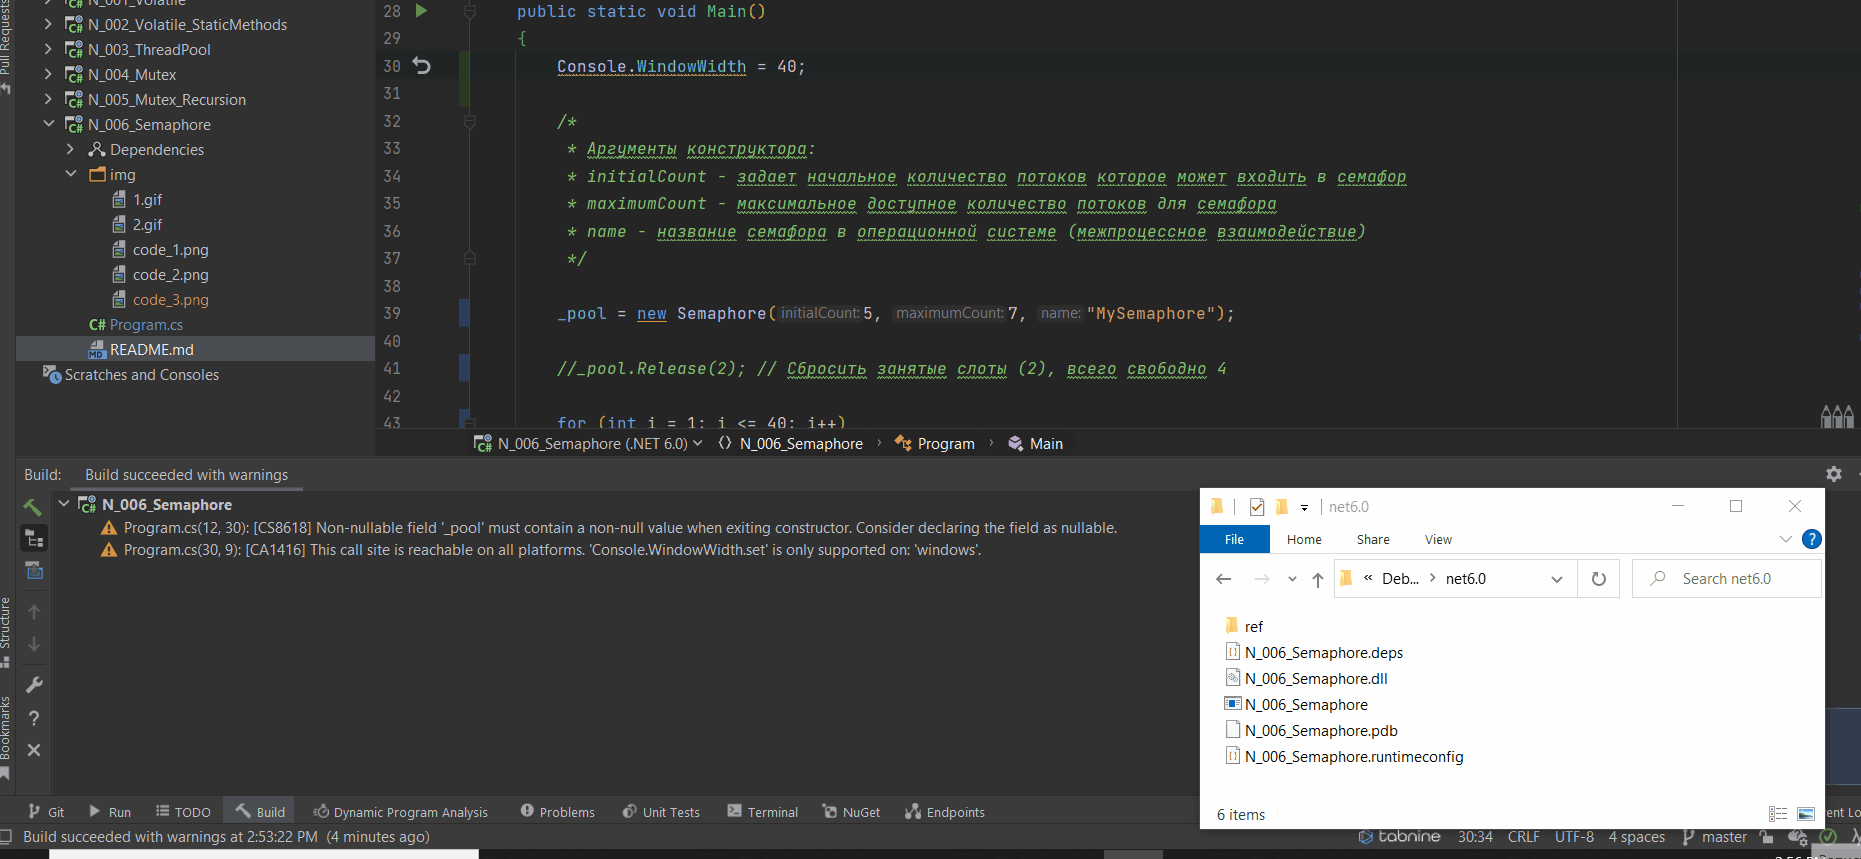 Pull Requests
N_001_Volatile
N_002_Volatile_StaticMethods
N_003_ThreadPool
N_004_Mutex
N_005_Mutex_Recursion
N_006_Semaphore
Dependencies
img
1.gif
2.gif
code_1.png
code_2.png
code_3.png
C# Program.cs
README.md
Scratches and Consoles
28 public static void Main()
29 {
30 Console.WindowWidth = 40;
31
32 /*
33 * Аргументы конструктора:
34 * initialCount - задает начальное количество потоков которое может входить в семафор
35 * maximumCount - максимальное доступное количество потоков для семафора
36 * name - название семафора в операционной системе (межпроцессное взаимодействие)
37 */
38
39 _pool = new Semaphore(initialCount: 5, maximumCount: 7, name: "MySemaphore");
40
41 //_pool.Release(2); // Сбросить занятые слоты (2), всего свободно 4
42
43 for (int i = 1; i <= 40; i++)
N_006_Semaphore (.NET 6.0) N_006_Semaphore Program Main
Build: Build succeeded with warnings
N_006_Semaphore
Program.cs(12, 30): [CS8618] Non-nullable field '_pool' must contain a non-null value when exiting constructor. Consider declaring the field as nullable.
Program.cs(30, 9): [CA1416] This call site is reachable on all platforms. 'Console.WindowWidth.set' is only supported on: 'windows'.
Structure
Bookmarks
net6.0
File Home Share View
« Deb... > net6.0 Search net6.0
ref
N_006_Semaphore.deps
N_006_Semaphore.dll
N_006_Semaphore
N_006_Semaphore.pdb
N_006_Semaphore.runtimeconfig
6 items
Git Run TODO Build Dynamic Program Analysis Problems Unit Tests Terminal NuGet Endpoints
Build succeeded with warnings at 2:53:22 PM (4 minutes ago)
tabnine 30:34 CRLF UTF-8 4 spaces master